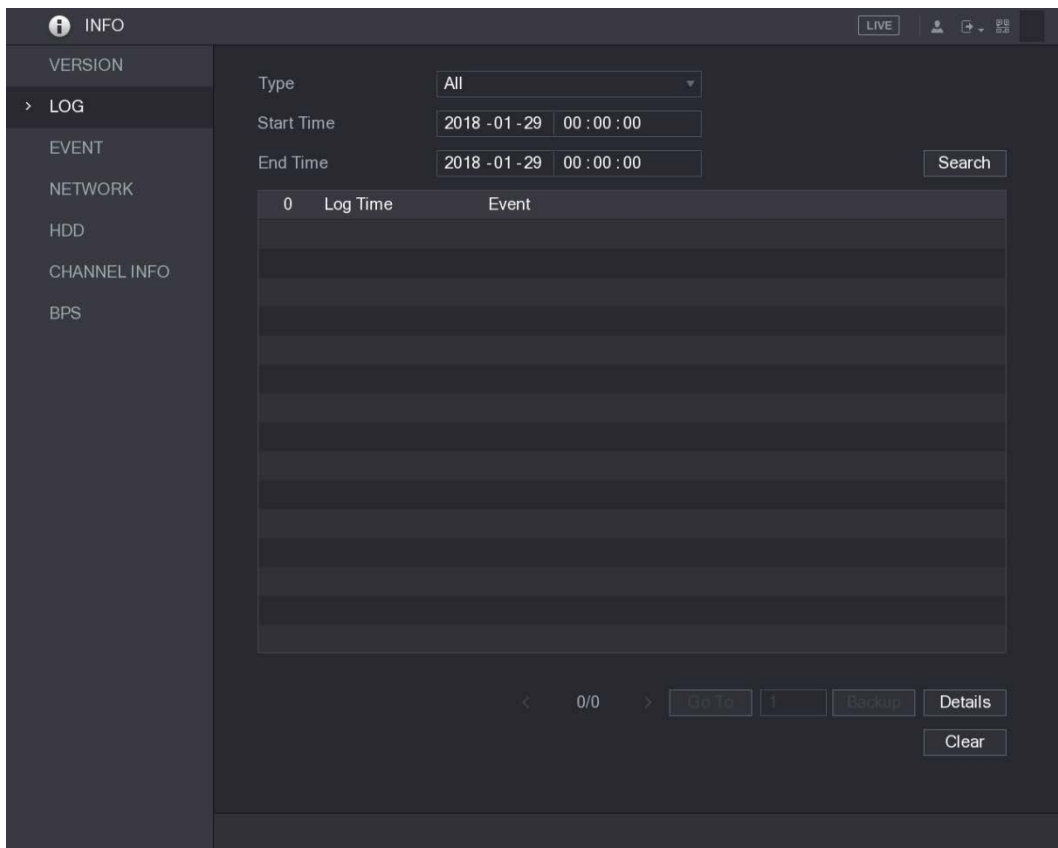 INFO
LIVE
VERSION
LOG
EVENT
NETWORK
HDD
CHANNEL INFO
BPS
Type All
Start Time 2018 -01 -29 00 : 00 : 00
End Time 2018 -01 -29 00 : 00 : 00
Search
0 Log Time Event
0/0 Go To 1 Backup Details
Clear